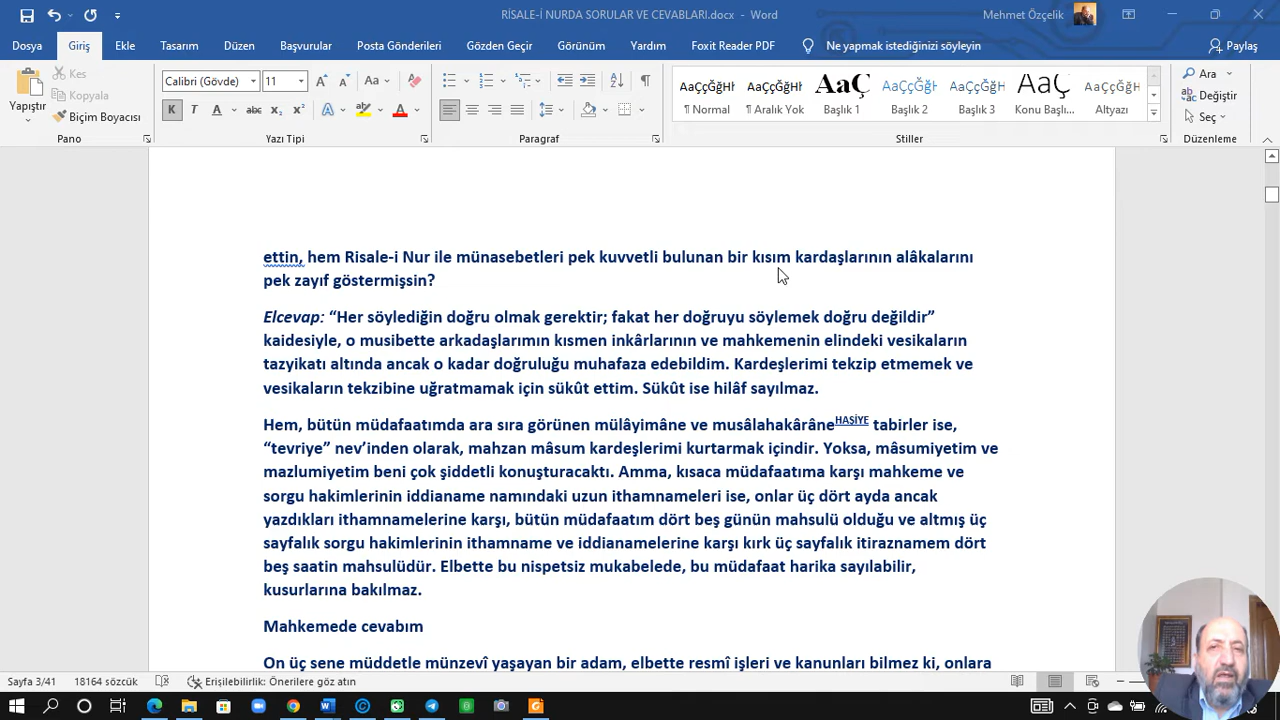 RİSALE-İ NURDA SORULAR VE CEVABLARI.docx - Word
Mehmet Özçelik
Dosya Giriş Ekle Tasarım Düzen Başvurular Posta Gönderileri Gözden Geçir Görünüm Yardım Foxit Reader PDF Ne yapmak istediğinizi söyleyin Paylaş
Yapıştır
Kes
Kopyala
Biçim Boyacısı
Calibri (Gövde) 11
Aa
K T A abc X₂ X² A A
AaÇçĞğHł AaÇçĞğHł AaÇ AaÇçĞğł AaÇçĞğH AaÇ AaÇçĞğH
¶ Normal ¶ Aralık Yok Başlık 1 Başlık 2 Başlık 3 Konu Başlı... Altyazı
Ara
Değiştir
Seç
Pano Yazı Tipi Paragraf Stiller Düzenleme
ettin, hem Risale-i Nur ile münasebetleri pek kuvvetli bulunan bir kısım kardaşlarının alâkalarını
pek zayıf göstermişsin?
Elcevap: “Her söylediğin doğru olmak gerektir; fakat her doğruyu söylemek doğru değildir”
kaidesiyle, o musibette arkadaşlarımın kısmen inkârlarının ve mahkemenin elindeki vesikaların
tazyikatı altında ancak o kadar doğruluğu muhafaza edebildim. Kardeşlerimi tekzip etmemek ve
vesikaların tekzibine uğratmamak için sükût ettim. Sükût ise hilâf sayılmaz.
Hem, bütün müdafaatımda ara sıra görünen mülâyimâne ve musâlahakârâneHAŞİYE tabirler ise,
“tevriye” nev’inden olarak, mahzan mâsum kardeşlerimi kurtarmak içindir. Yoksa, mâsumiyetim ve
mazlumiyetim beni çok şiddetli konuşturacaktı. Amma, kısaca müdafaatıma karşı mahkeme ve
sorgu hakimlerinin iddianame namındaki uzun ithamnameleri ise, onlar üç dört ayda ancak
yazdıkları ithamnamelerine karşı, bütün müdafaatım dört beş günün mahsulü olduğu ve altmış üç
sayfalık sorgu hakimlerinin ithamname ve iddianamelerine karşı kırk üç sayfalık itiraznamem dört
beş saatin mahsulüdür. Elbette bu nispetsiz mukabelede, bu müdafaat harika sayılabilir,
kusurlarına bakılmaz.
Mahkemede cevabım
On üç sene müddetle münzevî yaşayan bir adam, elbette resmî işleri ve kanunları bilmez ki, onlara
Sayfa 3/41 18164 sözcük Erişilebilirlik: Önerilere göz atın